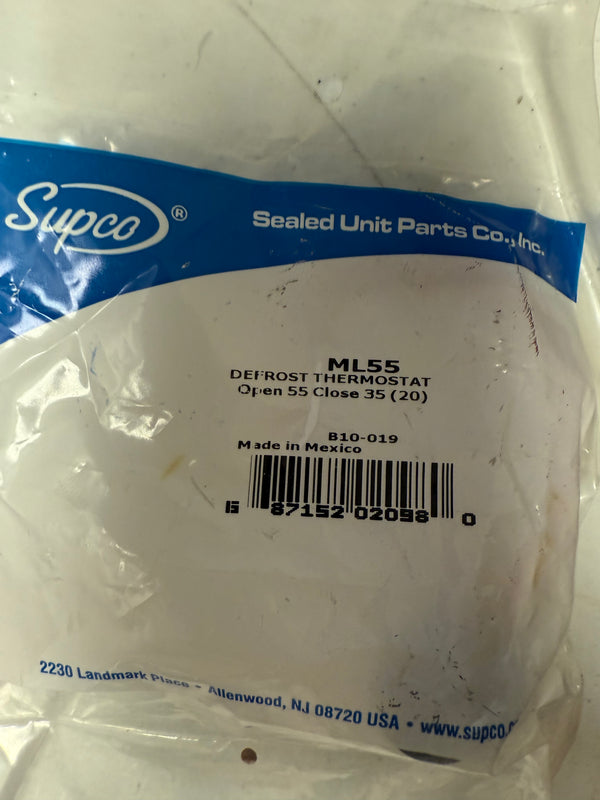 Supco®
Sealed Unit Parts Co., Inc.
ML55
DEFROST THERMOSTAT
Open 55 Close 35 (20)
B10-019
Made in Mexico
6 87152 02098 0
2230 Landmark Place • Allenwood, NJ 08720 USA • www.supco.